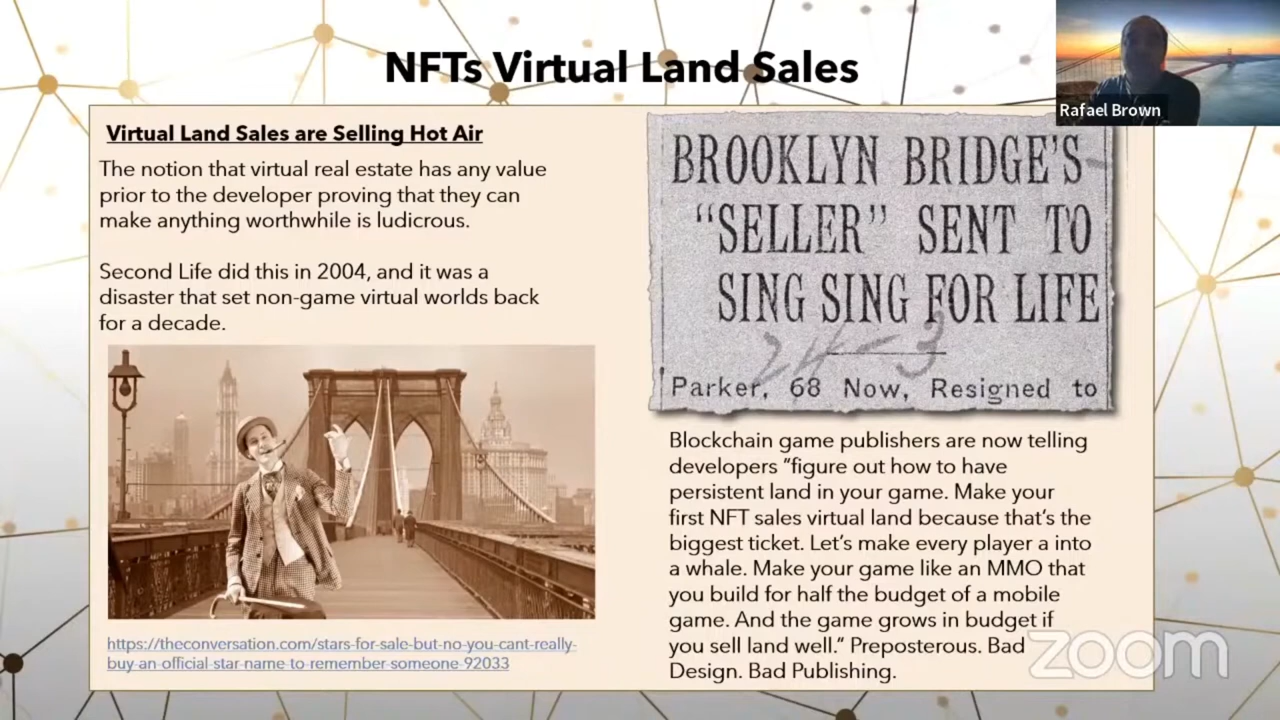 NFTs Virtual Land Sales
Rafael Brown
Virtual Land Sales are Selling Hot Air
The notion that virtual real estate has any value
prior to the developer proving that they can
make anything worthwhile is ludicrous.
Second Life did this in 2004, and it was a
disaster that set non-game virtual worlds back
for a decade.
https://theconversation.com/stars-for-sale-but-no-you-cant-really-
buy-an-official-star-name-to-remember-someone-92033
BROOKLYN BRIDGE'S
"SELLER" SENT TO
SING SING FOR LIFE
24-3
Parker, 68 Now, Resigned to
Blockchain game publishers are now telling
developers "figure out how to have
persistent land in your game. Make your
first NFT sales virtual land because that's the
biggest ticket. Let's make every player a into
a whale. Make your game like an MMO that
you build for half the budget of a mobile
game. And the game grows in budget if
you sell land well." Preposterous. Bad
Design. Bad Publishing.
zoom